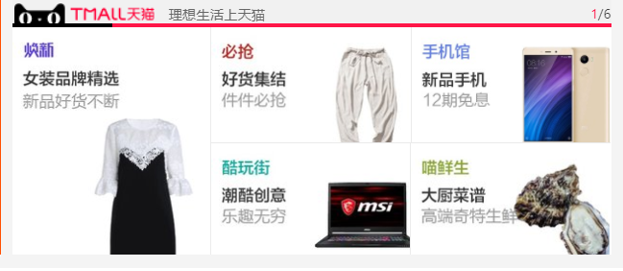 TMALL天猫 理想生活上天猫 1/6
焕新
女装品牌精选
新品好货不断
必抢
好货集结
件件必抢
手机馆
新品手机
12期免息
酷玩街
潮酷创意
乐趣无穷
msi
喵鲜生
大厨菜谱
高端奇特生鲜